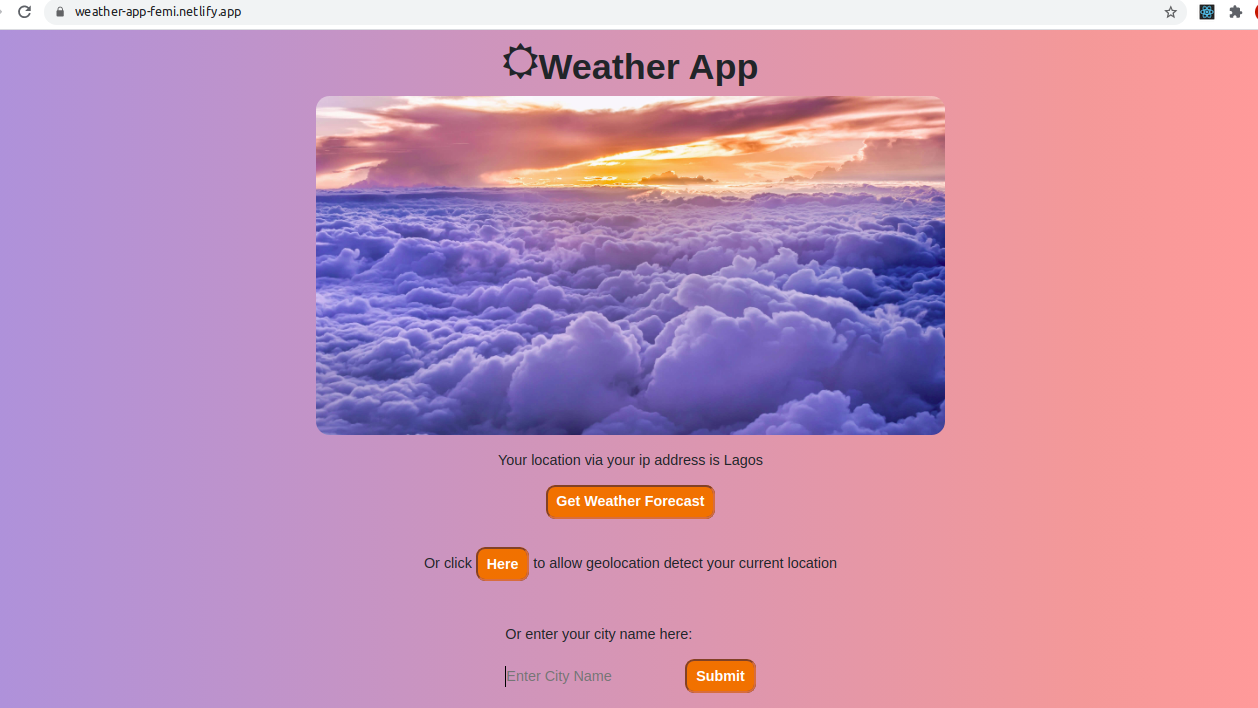 weather-app-femi.netlify.app
Weather App
Your location via your ip address is Lagos
Get Weather Forecast
Or click Here to allow geolocation detect your current location
Or enter your city name here:
Enter City Name Submit